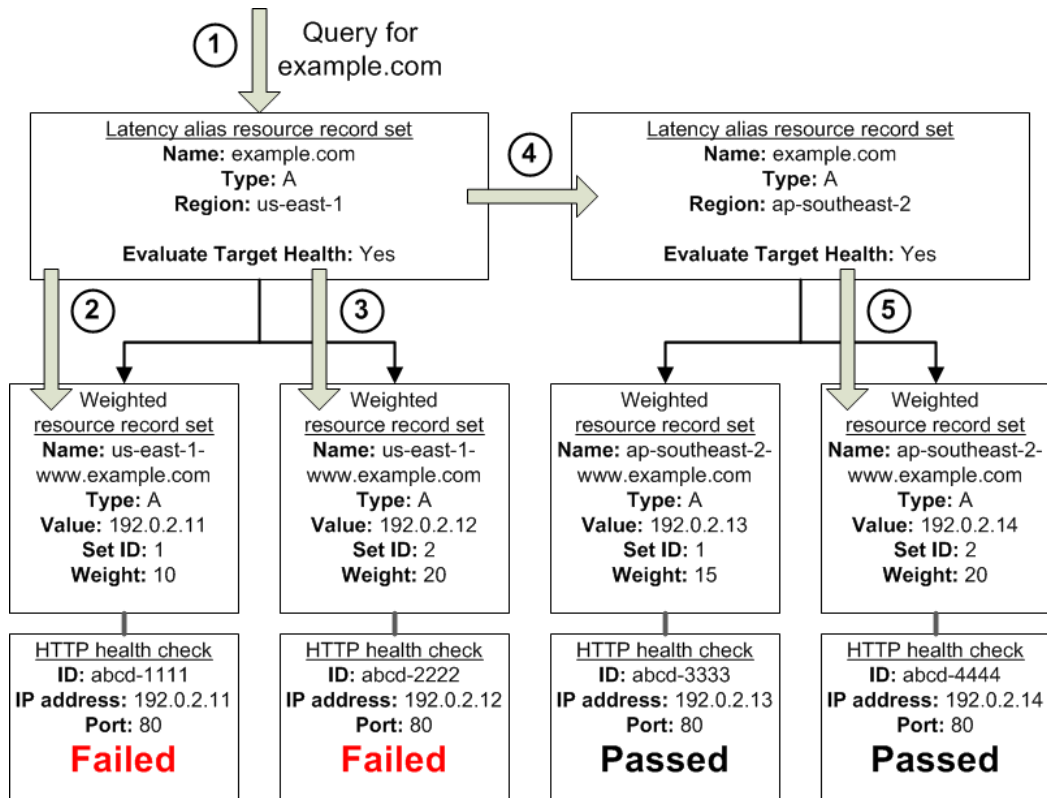 1
Query for
example.com
Latency alias resource record set
Name: example.com
Type: A
Region: us-east-1
Evaluate Target Health: Yes
4
Latency alias resource record set
Name: example.com
Type: A
Region: ap-southeast-2
Evaluate Target Health: Yes
2
3
5
Weighted
resource record set
Name: us-east-1-
www.example.com
Type: A
Value: 192.0.2.11
Set ID: 1
Weight: 10
Weighted
resource record set
Name: us-east-1-
www.example.com
Type: A
Value: 192.0.2.12
Set ID: 2
Weight: 20
Weighted
resource record set
Name: ap-southeast-2-
www.example.com
Type: A
Value: 192.0.2.13
Set ID: 1
Weight: 15
Weighted
resource record set
Name: ap-southeast-2-
www.example.com
Type: A
Value: 192.0.2.14
Set ID: 2
Weight: 20
HTTP health check
ID: abcd-1111
IP address: 192.0.2.11
Port: 80
Failed
HTTP health check
ID: abcd-2222
IP address: 192.0.2.12
Port: 80
Failed
HTTP health check
ID: abcd-3333
IP address: 192.0.2.13
Port: 80
Passed
HTTP health check
ID: abcd-4444
IP address: 192.0.2.14
Port: 80
Passed